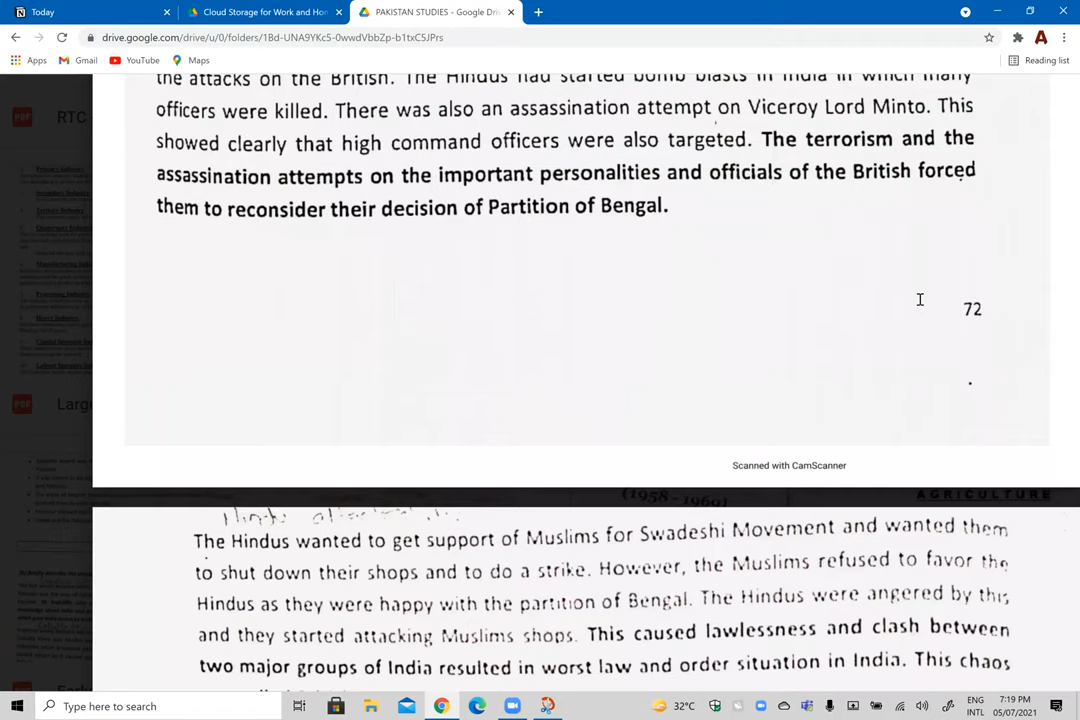 Today
Cloud Storage for Work and Hon
PAKISTAN STUDIES - Google Driv
drive.google.com/drive/u/0/folders/1Bd-UNA9YKc5-0wwdVbbZp-b1txC5JPrs
Apps
Gmail
YouTube
Maps
Reading list
RTC
the attacks on the British. The Hindus had started bomb blasts in India in which many
officers were killed. There was also an assassination attempt on Viceroy Lord Minto. This
showed clearly that high command officers were also targeted. The terrorism and the
assassination attempts on the important personalities and officials of the British forced
them to reconsider their decision of Partition of Bengal.
72
Large
Scanned with CamScanner
(1958-1960)
AGRICULTURE
The Hindus wanted to get support of Muslims for Swadeshi Movement and wanted them
to shut down their shops and to do a strike. However, the Muslims refused to favor the
Hindus as they were happy with the partition of Bengal. The Hindus were angered by this
and they started attacking Muslims shops. This caused lawlessness and clash between
two major groups of India resulted in worst law and order situation in India. This chaos
Early
Type here to search
32°C
ENG
INTL
7:19 PM
05/07/2021